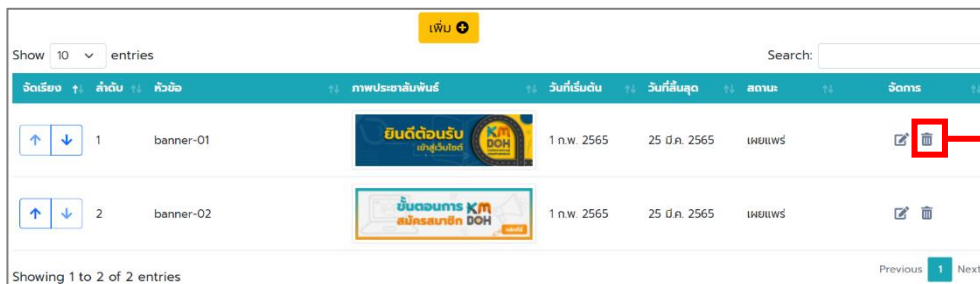 เพิ่ม
Show 10 entries
Search:
จัดเรียง ลำดับ หัวข้อ ภาพประชาสัมพันธ์ วันที่เริ่มต้น วันที่สิ้นสุด สถานะ จัดการ
1 banner-01 ยินดีต้อนรับ เข้าสู่เว็บไซต์ KM DOH 1 ก.พ. 2565 25 มี.ค. 2565 เผยแพร่
2 banner-02 ขั้นตอนการ สมัครสมาชิก KM DOH 1 ก.พ. 2565 25 มี.ค. 2565 เผยแพร่
Showing 1 to 2 of 2 entries
Previous 1 Next